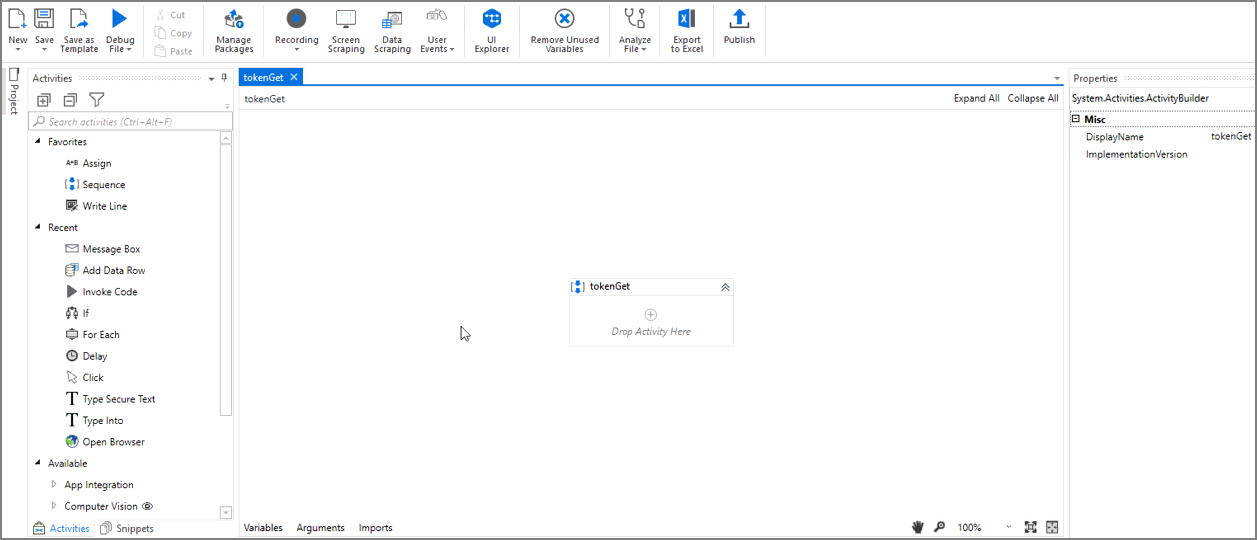 New Save Save as Template Debug File Cut Copy Paste Manage Packages Recording Screen Scraping Data Scraping User Events UI Explorer Remove Unused Variables Analyze File Export to Excel Publish
Project
Activities
Search activities (Ctrl+Alt+F)
Favorites
A*B Assign
Sequence
Write Line
Recent
Message Box
Add Data Row
Invoke Code
If
For Each
Delay
Click
Type Secure Text
Type Into
Open Browser
Available
App Integration
Computer Vision
Activities Snippets
tokenGet
tokenGet Expand All Collapse All
tokenGet
Drop Activity Here
Variables Arguments Imports 100%
Properties
System.Activities.ActivityBuilder
Misc
DisplayName tokenGet
ImplementationVersion